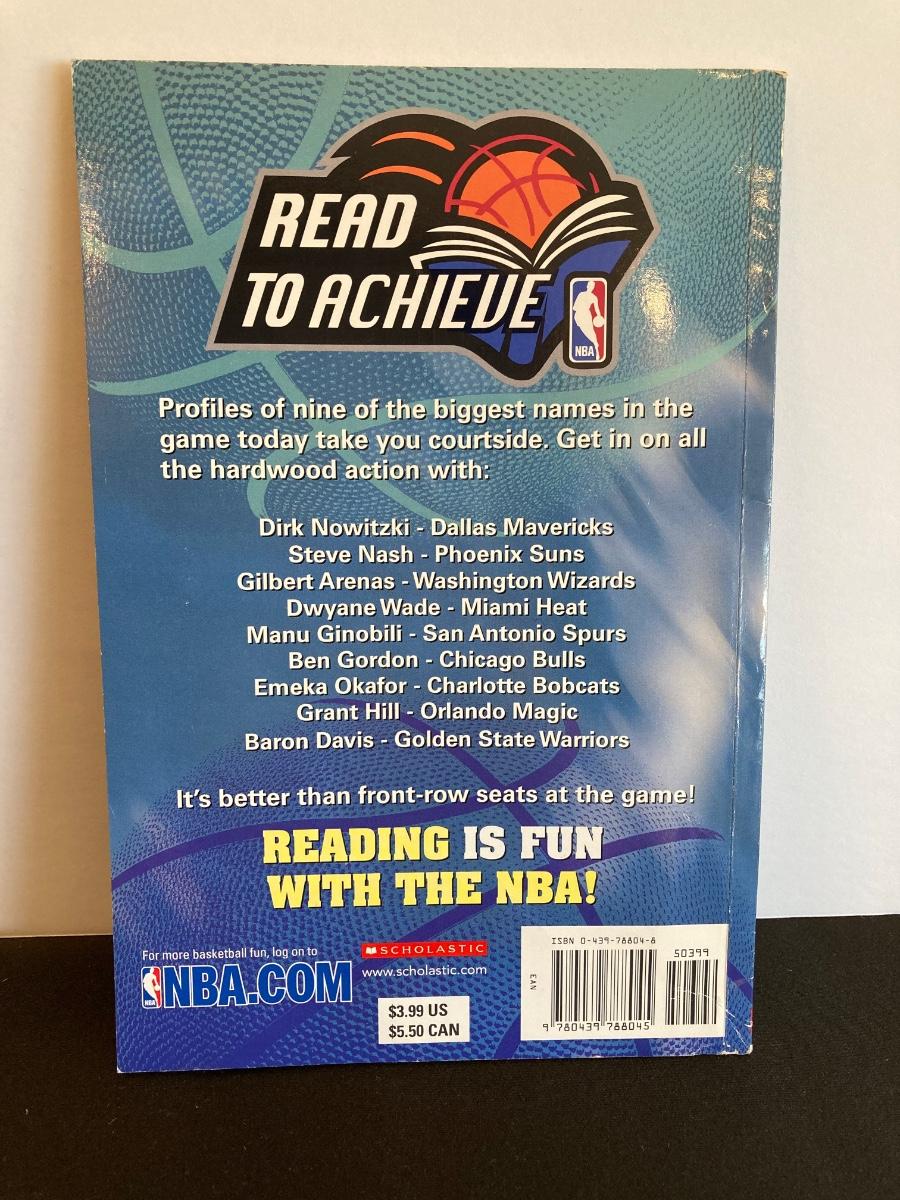 READ
TO ACHIEVE
NBA
Profiles of nine of the biggest names in the
game today take you courtside. Get in on all
the hardwood action with:
Dirk Nowitzki - Dallas Mavericks
Steve Nash - Phoenix Suns
Gilbert Arenas - Washington Wizards
Dwyane Wade - Miami Heat
Manu Ginobili - San Antonio Spurs
Ben Gordon - Chicago Bulls
Emeka Okafor - Charlotte Bobcats
Grant Hill - Orlando Magic
Baron Davis - Golden State Warriors
It's better than front-row seats at the game!
READING IS FUN
WITH THE NBA!
For more basketball fun, log on to
NBA.COM
SCHOLASTIC
www.scholastic.com
$3.99 US
$5.50 CAN
ISBN 0-439-78804-8
50399
EAN
9 780439 788045